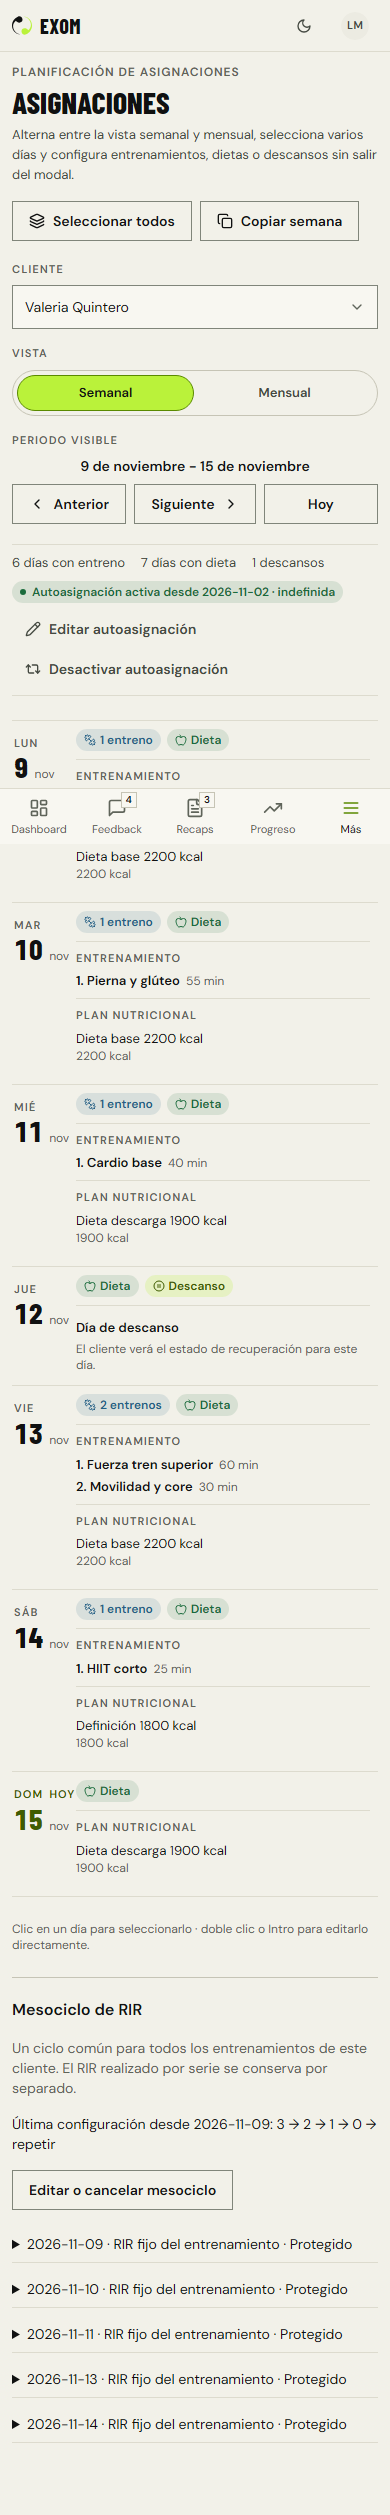 EXOM
LM
PLANIFICACIÓN DE ASIGNACIONES
ASIGNACIONES
Alterna entre la vista semanal y mensual, selecciona varios
días y configura entrenamientos, dietas o descansos sin salir
del modal.
Seleccionar todos
Copiar semana
CLIENTE
Valeria Quintero
VISTA
Semanal
Mensual
PERIODO VISIBLE
9 de noviembre - 15 de noviembre
Anterior
Siguiente
Hoy
6 días con entreno 7 días con dieta 1 descansos
Autoasignación activa desde 2026-11-02 · indefinida
Editar autoasignación
Desactivar autoasignación
LUN
9 nov
1 entreno
Dieta
ENTRENAMIENTO
Dashboard
4
Feedback
3
Recaps
Progreso
Más
Dieta base 2200 kcal
2200 kcal
MAR
10 nov
1 entreno
Dieta
ENTRENAMIENTO
1. Pierna y glúteo 55 min
PLAN NUTRICIONAL
Dieta base 2200 kcal
2200 kcal
MIÉ
11 nov
1 entreno
Dieta
ENTRENAMIENTO
1. Cardio base 40 min
PLAN NUTRICIONAL
Dieta descarga 1900 kcal
1900 kcal
JUE
12 nov
Dieta
Descanso
Día de descanso
El cliente verá el estado de recuperación para este
día.
VIE
13 nov
2 entrenos
Dieta
ENTRENAMIENTO
1. Fuerza tren superior 60 min
2. Movilidad y core 30 min
PLAN NUTRICIONAL
Dieta base 2200 kcal
2200 kcal
SÁB
14 nov
1 entreno
Dieta
ENTRENAMIENTO
1. HIIT corto 25 min
PLAN NUTRICIONAL
Definición 1800 kcal
1800 kcal
DOM HOY
15 nov
Dieta
PLAN NUTRICIONAL
Dieta descarga 1900 kcal
1900 kcal
Clic en un día para seleccionarlo · doble clic o Intro para editarlo
directamente.
Mesociclo de RIR
Un ciclo común para todos los entrenamientos de este
cliente. El RIR realizado por serie se conserva por
separado.
Última configuración desde 2026-11-09: 3 → 2 → 1 → 0 →
repetir
Editar o cancelar mesociclo
▶ 2026-11-09 · RIR fijo del entrenamiento · Protegido
▶ 2026-11-10 · RIR fijo del entrenamiento · Protegido
▶ 2026-11-11 · RIR fijo del entrenamiento · Protegido
▶ 2026-11-13 · RIR fijo del entrenamiento · Protegido
▶ 2026-11-14 · RIR fijo del entrenamiento · Protegido